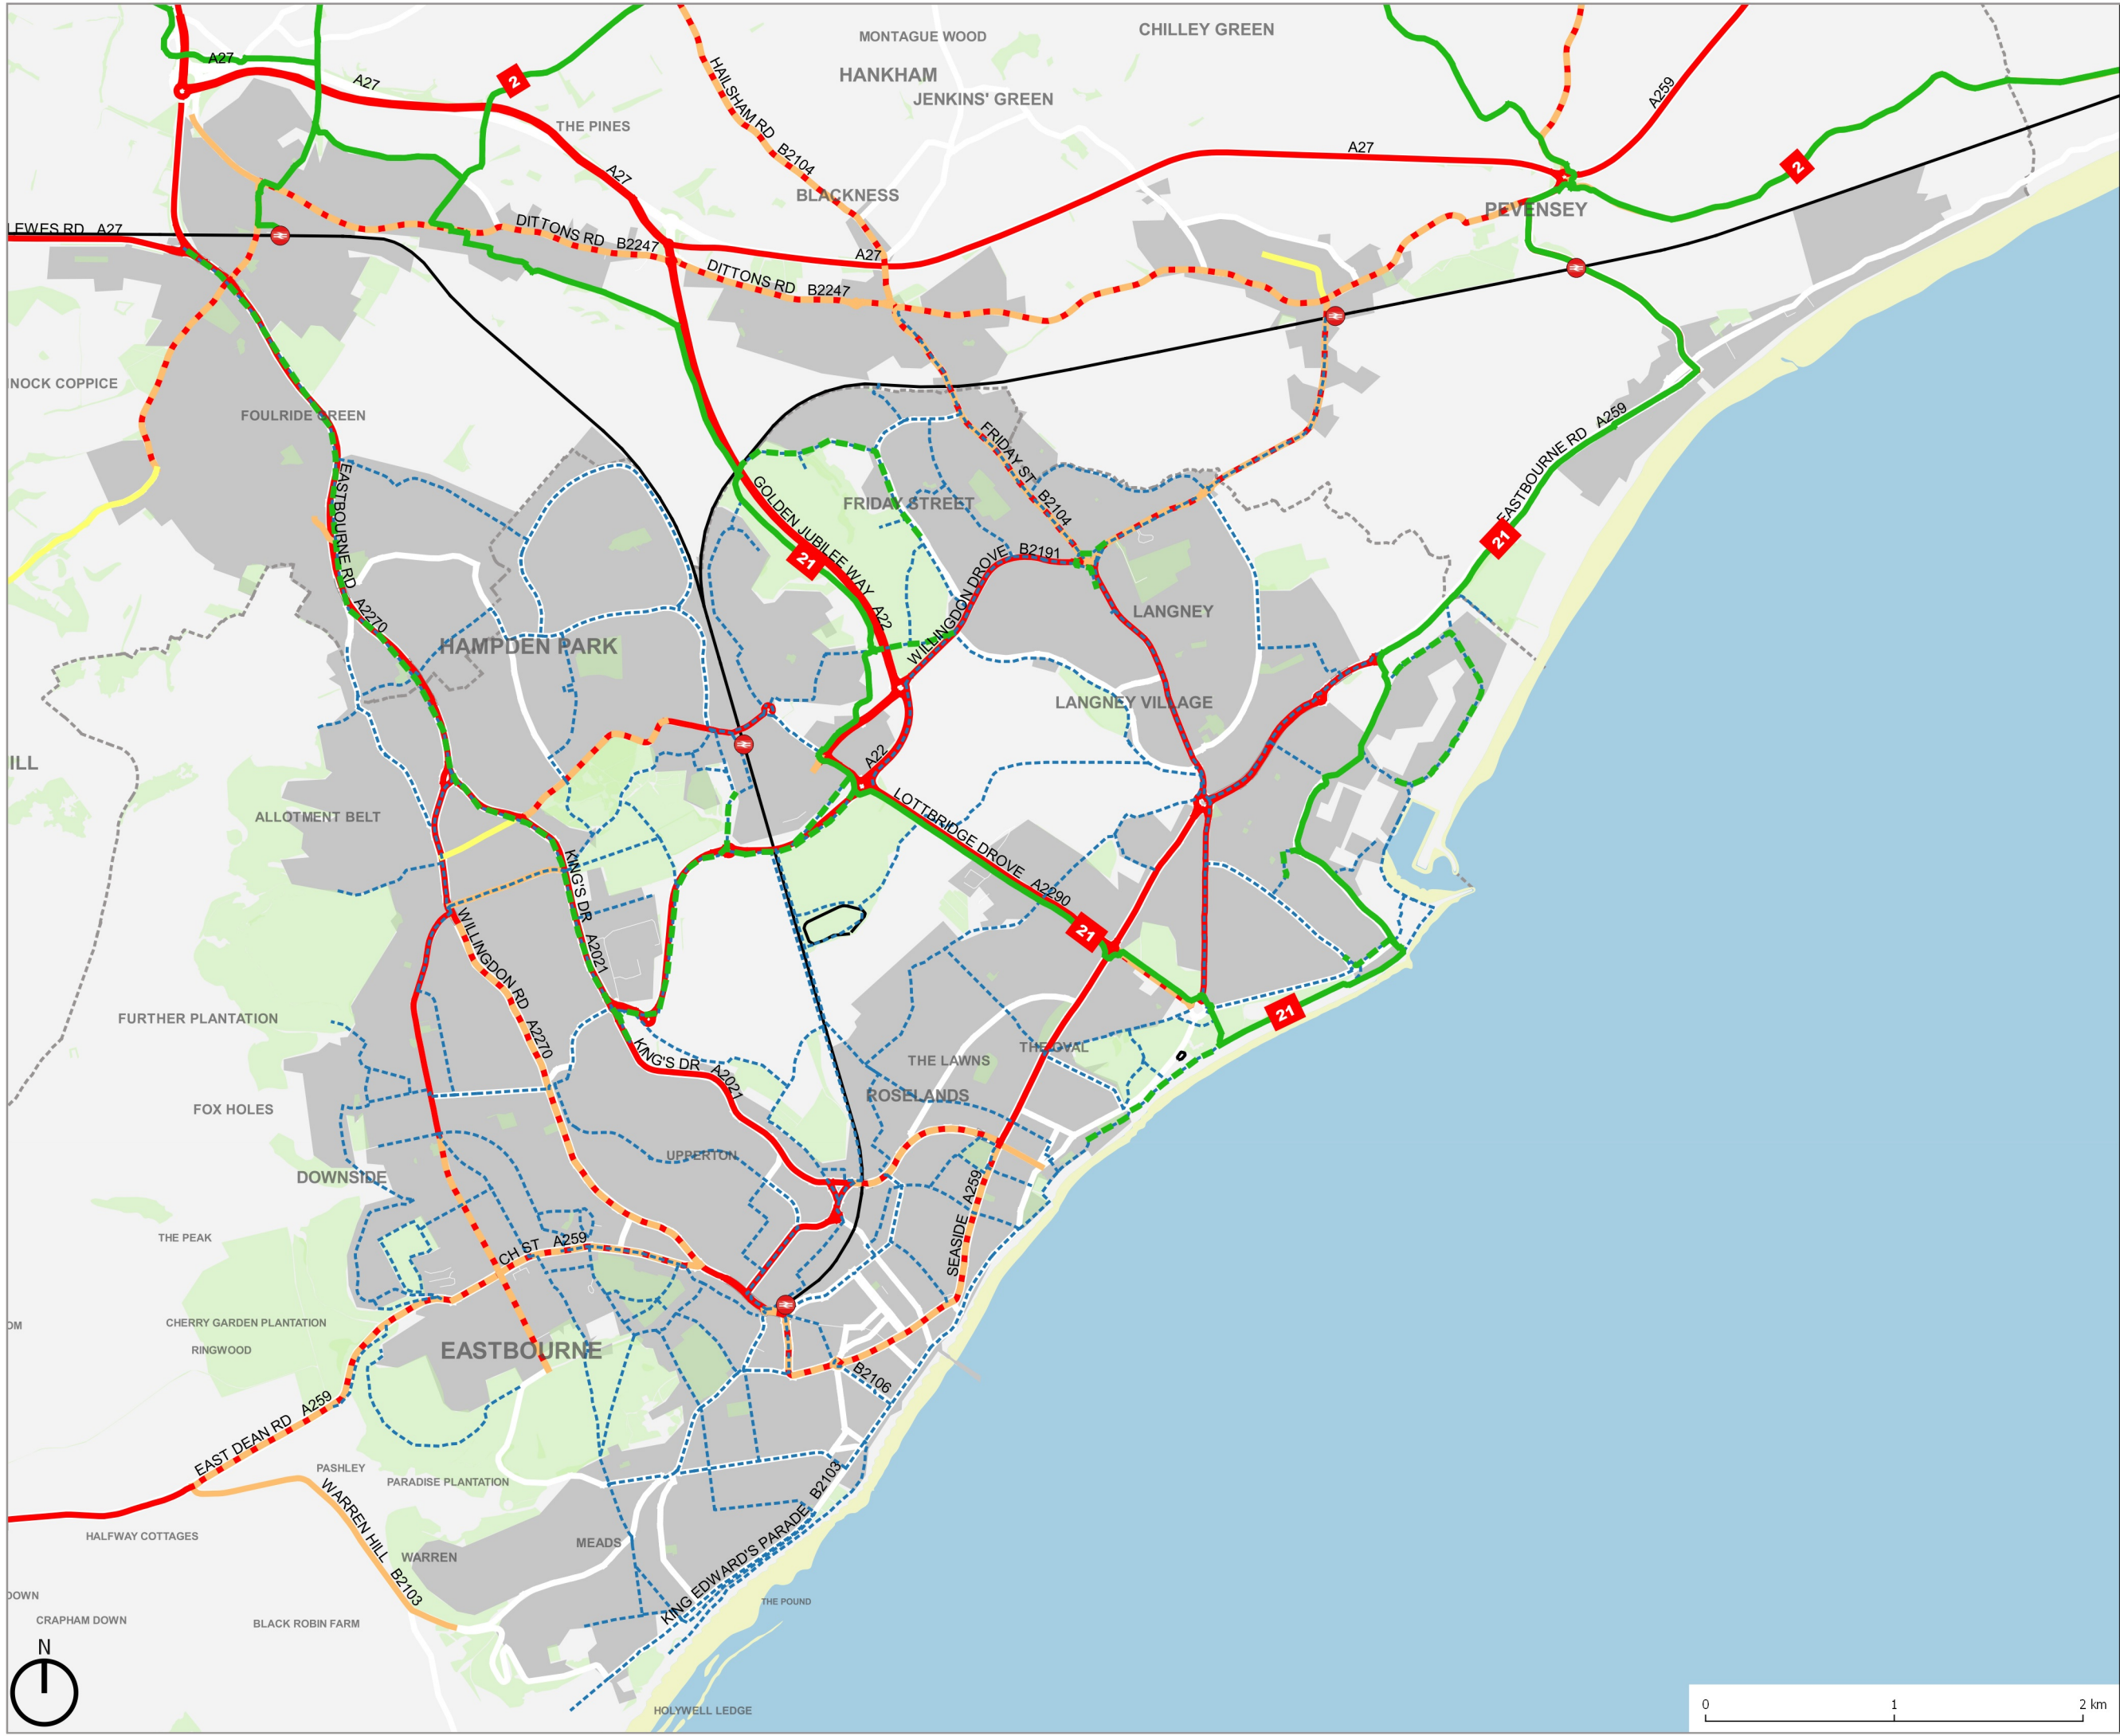 CHILLEY GREEN
MONTAGUE WOOD
HANKHAM
JENKINS' GREEN
A27
A27
2
HAILSHAM RD
B2104
A259
THE PINES
A27
A27
2
BLACKNESS
PEVENSEY
LEWES RD A27
DITTONS RD B2247
A27
DITTONS RD B2247
NOCK COPPICE
FOULRIDE GREEN
EASTBOURNE RD A259
FRIDAY ST
B2104
EASTBOURNE RD
A2270
GOLDEN JUBILEE WAY A22
FRIDAY STREET
21
21
WILLINGDON DROVE
B2191
LANGNEY
HAMPDEN PARK
LANGNEY VILLAGE
ILL
A22
ALLOTMENT BELT
LOTTBRIDGE DROVE
A2290
KING'S DR
A2021
WILLINGDON RD
A2270
21
21
FURTHER PLANTATION
KING'S DR
A2021
THE LAWNS
THE OVAL
ROSELANDS
FOX HOLES
UPPERTON
DOWNSIDE
SEASIDE A259
THE PEAK
CH ST A259
CHERRY GARDEN PLANTATION
OM
RINGWOOD
EASTBOURNE
B2106
EAST DEAN RD A259
PASHLEY
PARADISE PLANTATION
WARREN HILL
B2103
HALFWAY COTTAGES
MEADS
WARREN
KING EDWARD'S PARADE B2103
DOWN
CRAPHAM DOWN
BLACK ROBIN FARM
THE POUND
N
HOLYWELL LEDGE
0 1 2 km